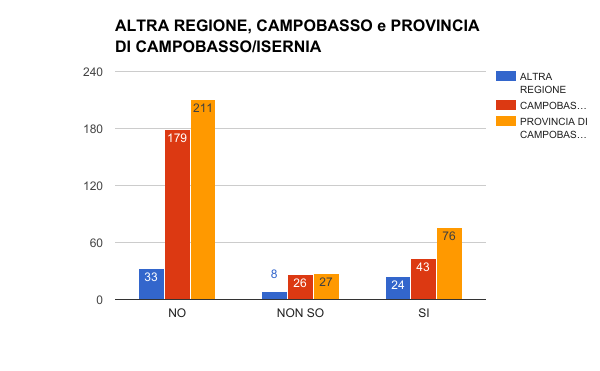 ALTRA REGIONE, CAMPOBASSO e PROVINCIA
DI CAMPOBASSO/ISERNIA
240
180
120
60
0
33
179
211
8
26
27
24
43
76
NO
NON SO
SI
ALTRA
REGIONE
CAMPOBAS...
PROVINCIA DI
CAMPOBAS...